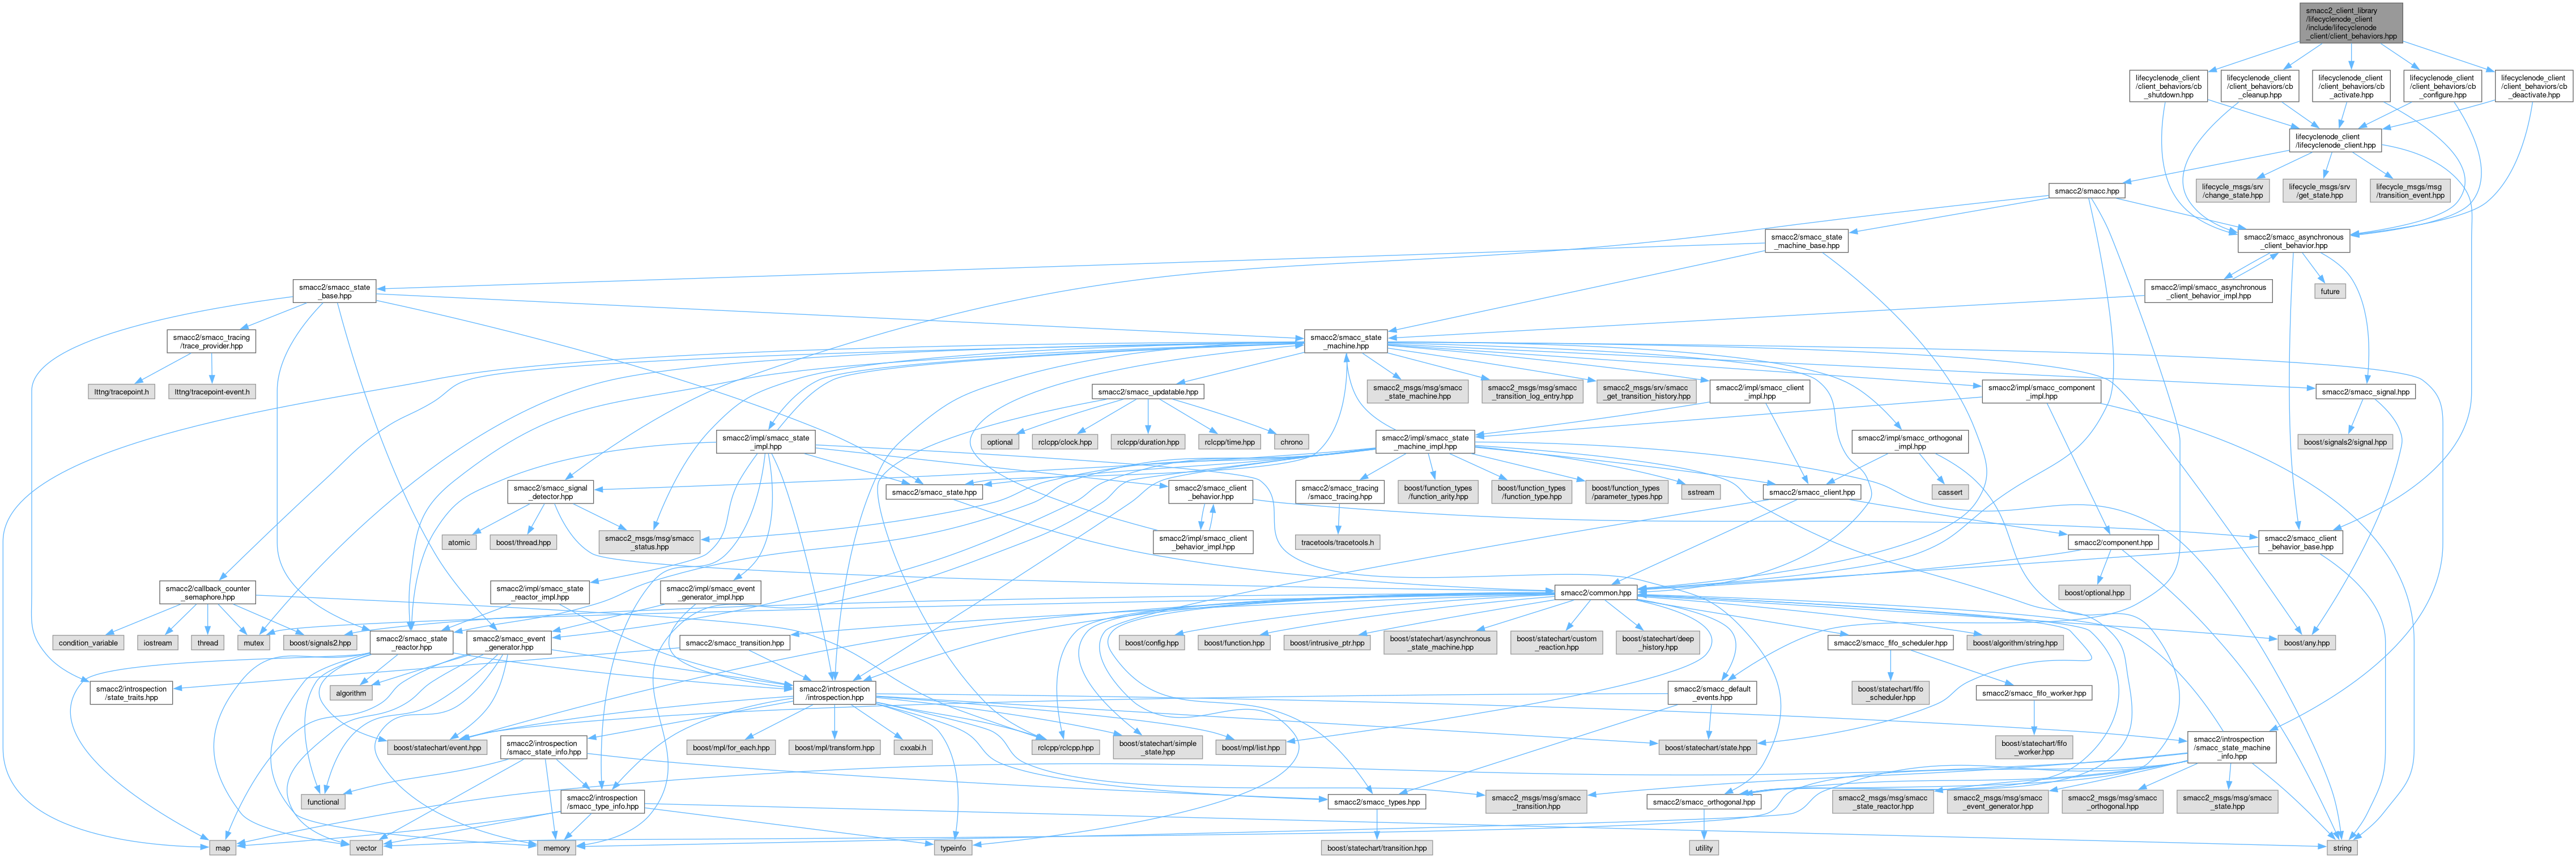 smacc2_client_library
/lifecyclenode_client
/include/lifecyclenode
_client/client_behaviors.hpp
lifecyclenode_client
/client_behaviors/cb
_shutdown.hpp
lifecyclenode_client
/client_behaviors/cb
_cleanup.hpp
lifecyclenode_client
/client_behaviors/cb
_activate.hpp
lifecyclenode_client
/client_behaviors/cb
_configure.hpp
lifecyclenode_client
/client_behaviors/cb
_deactivate.hpp
lifecyclenode_client
/lifecyclenode_client.hpp
smacc2/smacc.hpp
lifecycle_msgs/srv
/change_state.hpp
lifecycle_msgs/srv
/get_state.hpp
lifecycle_msgs/msg
/transition_event.hpp
smacc2/smacc_state
_machine_base.hpp
smacc2/smacc_asynchronous
_client_behavior.hpp
smacc2/smacc_state
_base.hpp
smacc2/impl/smacc_asynchronous
_client_behavior_impl.hpp
future
smacc2/smacc_tracing
/trace_provider.hpp
smacc2/smacc_state
_machine.hpp
lttng/tracepoint.h
lttng/tracepoint-event.h
smacc2/smacc_updatable.hpp
smacc2_msgs/msg/smacc
_state_machine.hpp
smacc2_msgs/msg/smacc
_transition_log_entry.hpp
smacc2_msgs/srv/smacc
_get_transition_history.hpp
smacc2/impl/smacc_client
_impl.hpp
smacc2/impl/smacc_component
_impl.hpp
smacc2/smacc_signal.hpp
smacc2/impl/smacc_state
_impl.hpp
optional
rclcpp/clock.hpp
rclcpp/duration.hpp
rclcpp/time.hpp
chrono
smacc2/impl/smacc_state
_machine_impl.hpp
smacc2/impl/smacc_orthogonal
_impl.hpp
boost/signals2/signal.hpp
smacc2/smacc_signal
_detector.hpp
smacc2/smacc_state.hpp
smacc2/smacc_client
_behavior.hpp
smacc2/smacc_tracing
/smacc_tracing.hpp
boost/function_types
/function_arity.hpp
boost/function_types
/function_type.hpp
boost/function_types
/parameter_types.hpp
sstream
smacc2/smacc_client.hpp
cassert
atomic
boost/thread.hpp
smacc2_msgs/msg/smacc
_status.hpp
smacc2/impl/smacc_client
_behavior_impl.hpp
tracetools/tracetools.h
smacc2/component.hpp
smacc2/smacc_client
_behavior_base.hpp
smacc2/callback_counter
_semaphore.hpp
smacc2/impl/smacc_state
_reactor_impl.hpp
smacc2/impl/smacc_event
_generator_impl.hpp
smacc2/common.hpp
boost/optional.hpp
condition_variable
iostream
thread
mutex
boost/signals2.hpp
smacc2/smacc_state
_reactor.hpp
smacc2/smacc_event
_generator.hpp
smacc2/smacc_transition.hpp
boost/config.hpp
boost/function.hpp
boost/intrusive_ptr.hpp
boost/statechart/asynchronous
_state_machine.hpp
boost/statechart/custom
_reaction.hpp
boost/statechart/deep
_history.hpp
smacc2/smacc_fifo_scheduler.hpp
boost/algorithm/string.hpp
boost/any.hpp
smacc2/introspection
/state_traits.hpp
algorithm
smacc2/introspection
/introspection.hpp
smacc2/smacc_default
_events.hpp
boost/statechart/fifo
_scheduler.hpp
smacc2/smacc_fifo_worker.hpp
boost/statechart/event.hpp
smacc2/introspection
/smacc_state_info.hpp
boost/mpl/for_each.hpp
boost/mpl/transform.hpp
cxxabi.h
rclcpp/rclcpp.hpp
boost/statechart/simple
_state.hpp
boost/mpl/list.hpp
boost/statechart/state.hpp
boost/statechart/fifo
_worker.hpp
smacc2/introspection
/smacc_state_machine
_info.hpp
functional
smacc2/introspection
/smacc_type_info.hpp
smacc2/smacc_types.hpp
smacc2_msgs/msg/smacc
_transition.hpp
smacc2/smacc_orthogonal.hpp
smacc2_msgs/msg/smacc
_state_reactor.hpp
smacc2_msgs/msg/smacc
_event_generator.hpp
smacc2_msgs/msg/smacc
_orthogonal.hpp
smacc2_msgs/msg/smacc
_state.hpp
map
vector
memory
typeinfo
boost/statechart/transition.hpp
utility
string